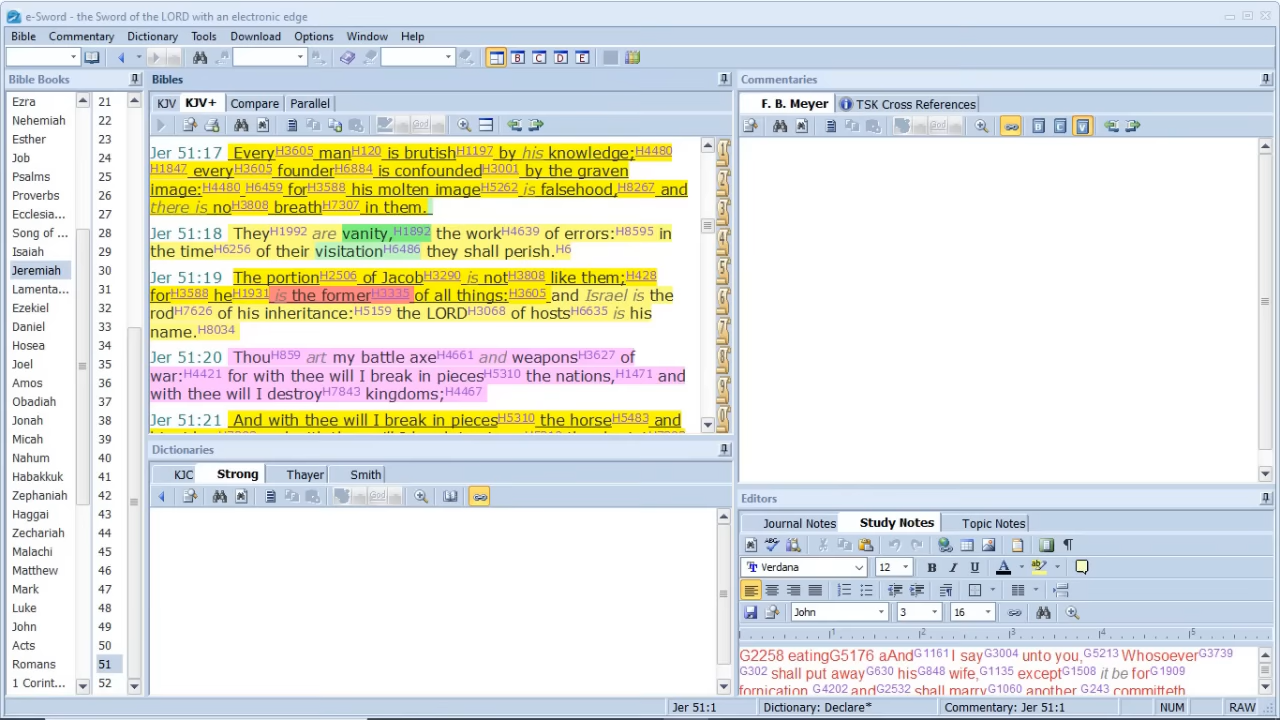 e-Sword - the Sword of the LORD with an electronic edge
Bible Commentary Dictionary Tools Download Options Window Help
B C D E
Bible Books
Ezra 21
Nehemiah 22
Esther 23
Job 24
Psalms 25
Proverbs 26
Ecclesia... 27
Song of ... 28
Isaiah 29
Jeremiah 30
Lamenta... 31
Ezekiel 32
Daniel 33
Hosea 34
Joel 35
Amos 36
Obadiah 37
Jonah 38
Micah 39
Nahum 40
Habakkuk 41
Zephaniah 42
Haggai 43
Zechariah 44
Malachi 45
Matthew 46
Mark 47
Luke 48
John 49
Acts 50
Romans 51
1 Corint... 52
Bibles
KJV KJV+ Compare Parallel
Jer 51:17 EveryH3605 manH120 is brutishH1197 by his knowledge;H4480
H1847 everyH3605 founderH6884 is confoundedH3001 by the graven
image:H4480 H6459 forH3588 his molten imageH5262 is falsehood,H8267 and
there is noH3808 breathH7307 in them.
Jer 51:18 TheyH1992 are vanity,H1892 the workH4639 of errors:H8595 in
the timeH6256 of their visitationH6486 they shall perish.H6
Jer 51:19 The portionH2506 of JacobH3290 is notH3808 like them;H428
forH3588 heH1931 is the formerH3335 of all things:H3605 and Israel is the
rodH7626 of his inheritance:H5159 the LORDH3068 of hostsH6635 is his
name.H8034
Jer 51:20 ThouH859 art my battle axeH4661 and weaponsH3627 of
war:H4421 for with thee will I break in piecesH5310 the nations,H1471 and
with thee will I destroyH7843 kingdoms;H4467
Jer 51:21 And with thee will I break in piecesH5310 the horseH5483 and
Dictionaries
KJC Strong Thayer Smith
Commentaries
F. B. Meyer TSK Cross References
Editors
Journal Notes Study Notes Topic Notes
Verdana 12 B I U A
John 3 16
1 2 3 4 5
G2258 eatingG5176 aAndG1161 I sayG3004 unto you,G5213 WhosoeverG3739
G302 shall put awayG630 hisG848 wife,G1135 exceptG1508 it be forG1909
fornication,G4202 andG2532 shall marryG1060 another,G243 committeth
Jer 51:1 Dictionary: Declare* Commentary: Jer 51:1 NUM RAW